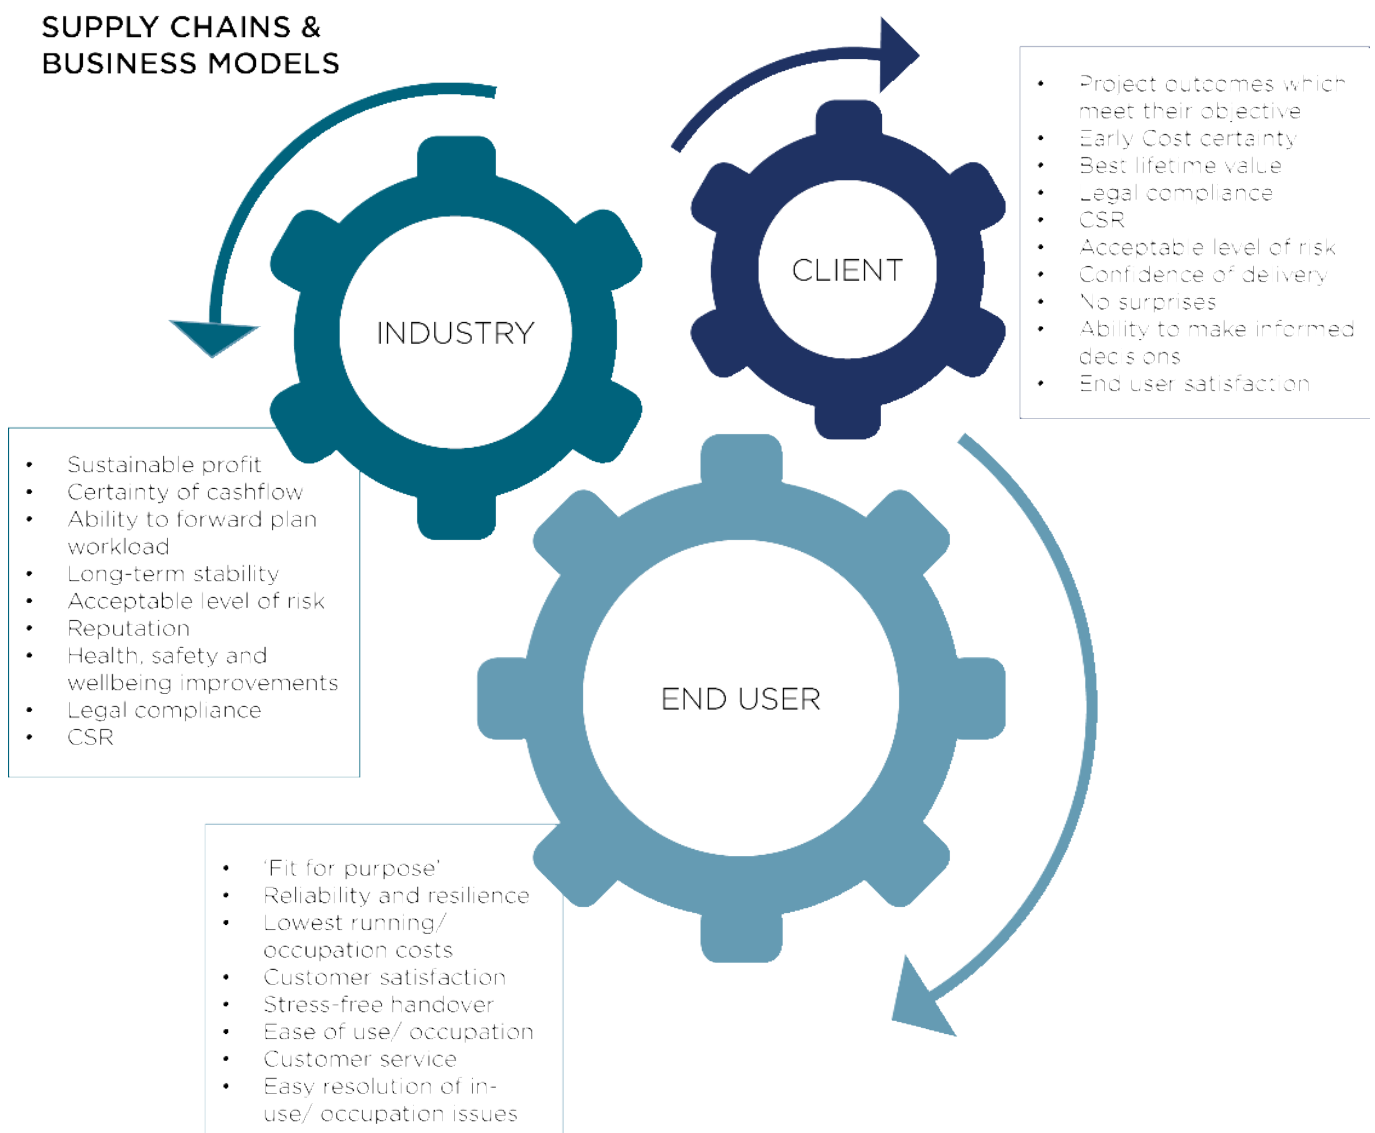 SUPPLY CHAINS &
BUSINESS MODELS
INDUSTRY
CLIENT
END USER
• Project outcomes which
meet their objective
• Early Cost certainty
• Best lifetime value
• Legal compliance
• CSR
• Acceptable level of risk
• Confidence of delivery
• No surprises
• Ability to make informed
decisions
• End user satisfaction
• Sustainable profit
• Certainty of cashflow
• Ability to forward plan
workload
• Long-term stability
• Acceptable level of risk
• Reputation
• Health, safety and
wellbeing improvements
• Legal compliance
• CSR
• ‘Fit for purpose’
• Reliability and resilience
• Lowest running/
occupation costs
• Customer satisfaction
• Stress-free handover
• Ease of use/ occupation
• Customer service
• Easy resolution of in-
use/ occupation issues